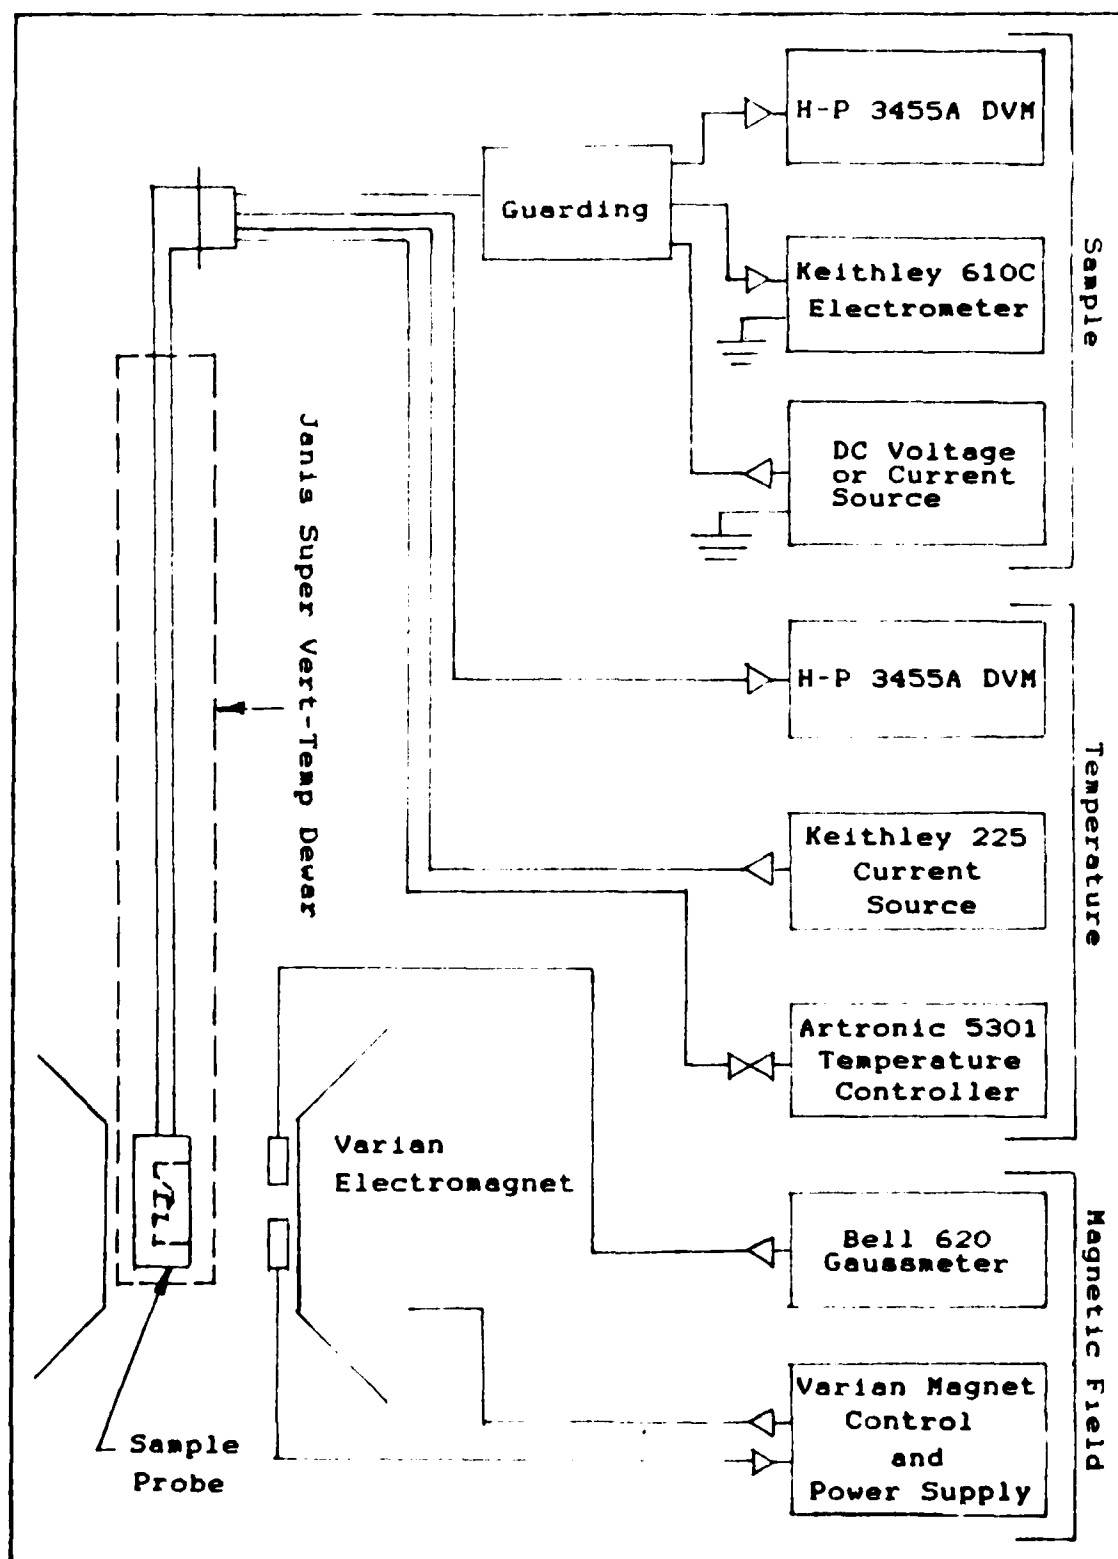 H-P 3455A DVM
Guarding
Keithley 610C
Electrometer
Sample
DC Voltage
or Current
Source
Janis Super Vert-Temp Dewar
H-P 3455A DVM
Temperature
Keithley 225
Current
Source
Artronic 5301
Temperature
Controller
Varian
Electromagnet
Bell 620
Gaussmeter
Magnetic Field
Varian Magnet
Control
and
Power Supply
Sample
Probe